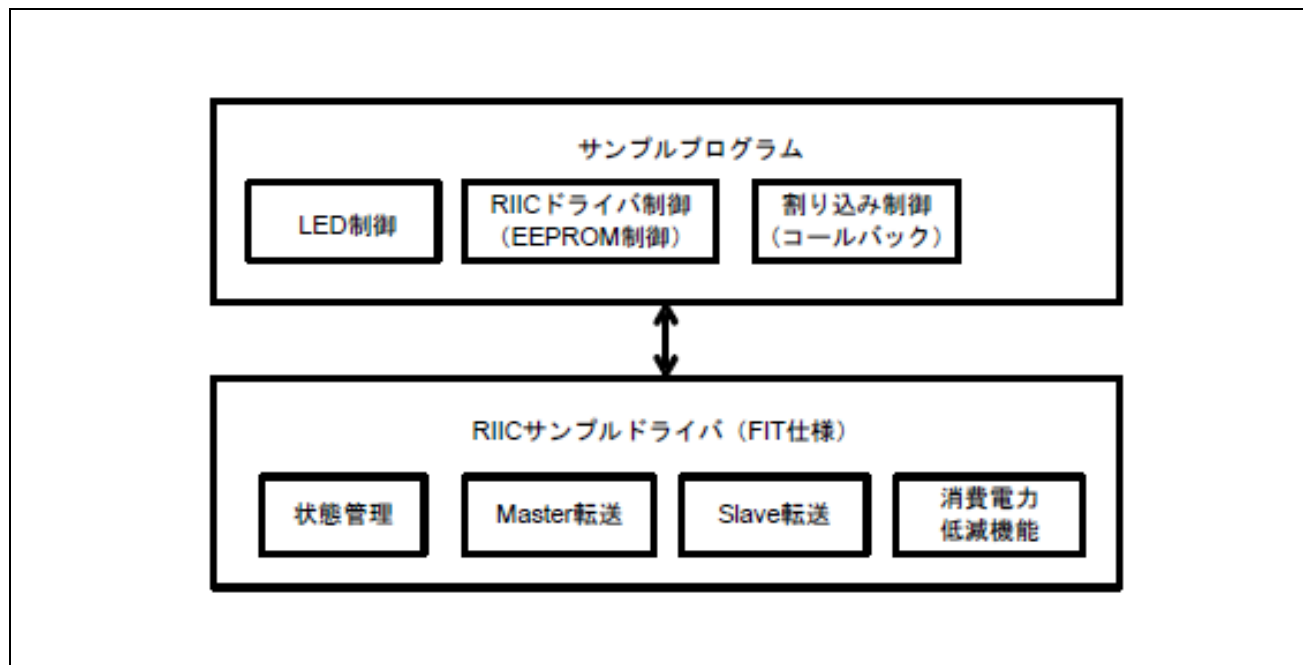 サンプルプログラム
LED制御
RIICドライバ制御
(EEPROM制御)
割り込み制御
(コールバック)
RIICサンプルドライバ(FIT仕様)
状態管理
Master転送
Slave転送
消費電力
低減機能